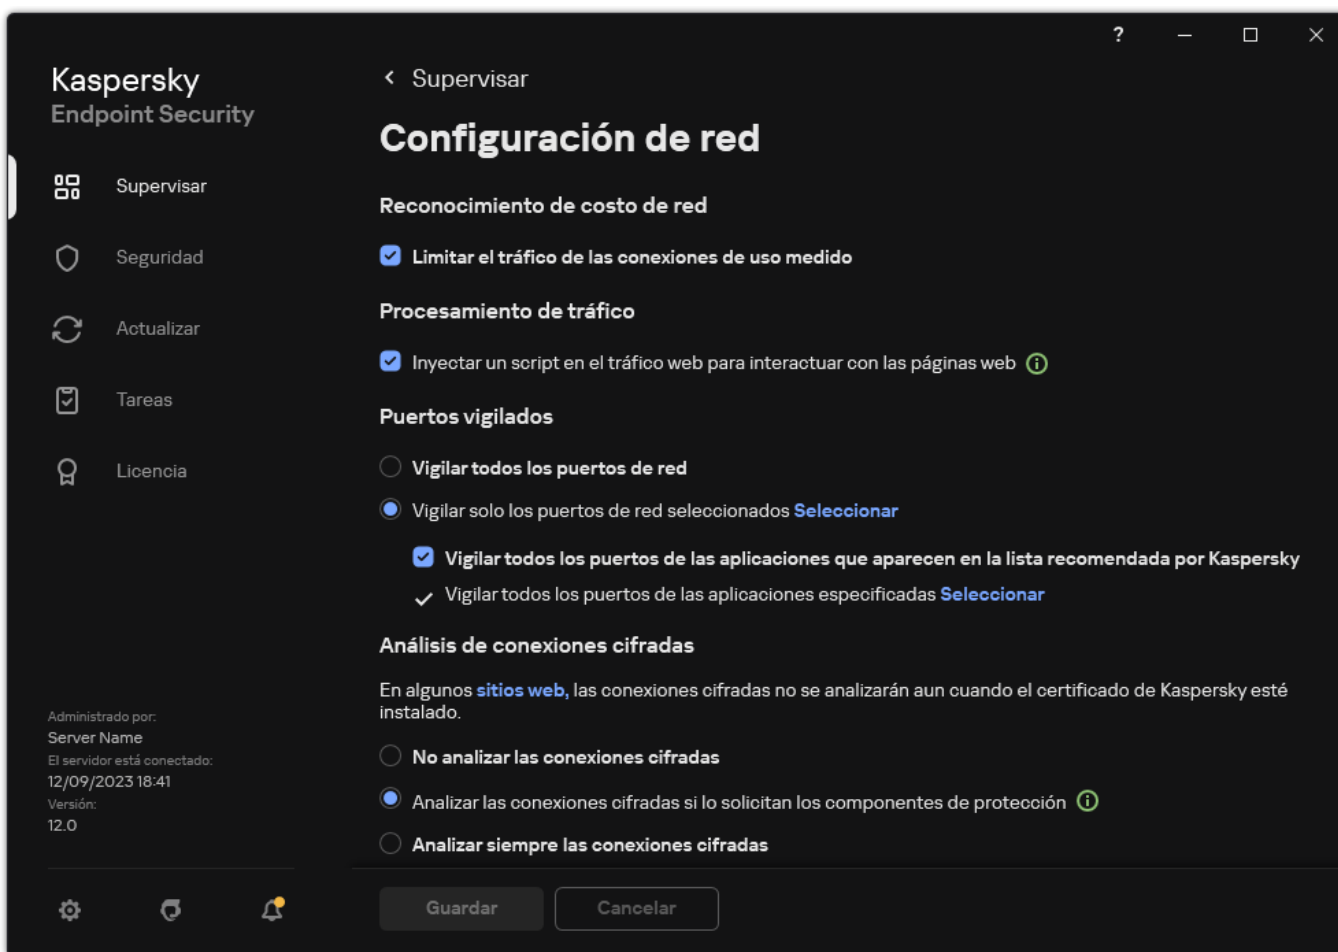 ?
Kaspersky
Endpoint Security
Supervisar
Seguridad
Actualizar
Tareas
Licencia
Administrado por:
Server Name
El servidor está conectado:
12/09/2023 18:41
Versión:
12.0
Supervisar
Configuración de red
Reconocimiento de costo de red
Limitar el tráfico de las conexiones de uso medido
Procesamiento de tráfico
Inyectar un script en el tráfico web para interactuar con las páginas web
Puertos vigilados
Vigilar todos los puertos de red
Vigilar solo los puertos de red seleccionados Seleccionar
Vigilar todos los puertos de las aplicaciones que aparecen en la lista recomendada por Kaspersky
Vigilar todos los puertos de las aplicaciones especificadas Seleccionar
Análisis de conexiones cifradas
En algunos sitios web, las conexiones cifradas no se analizarán aun cuando el certificado de Kaspersky esté
instalado.
No analizar las conexiones cifradas
Analizar las conexiones cifradas si lo solicitan los componentes de protección
Analizar siempre las conexiones cifradas
Guardar
Cancelar